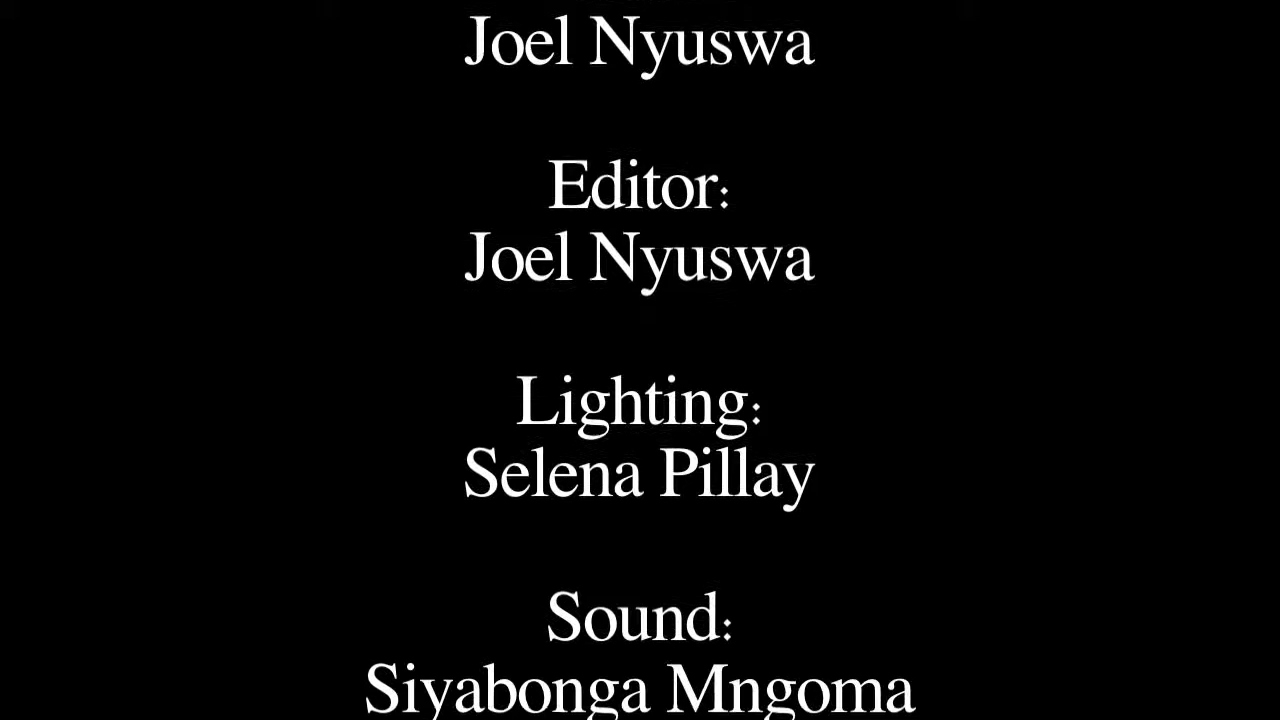 Joel Nyuswa
Editor:
Joel Nyuswa
Lighting:
Selena Pillay
Sound:
Siyabonga Mngoma